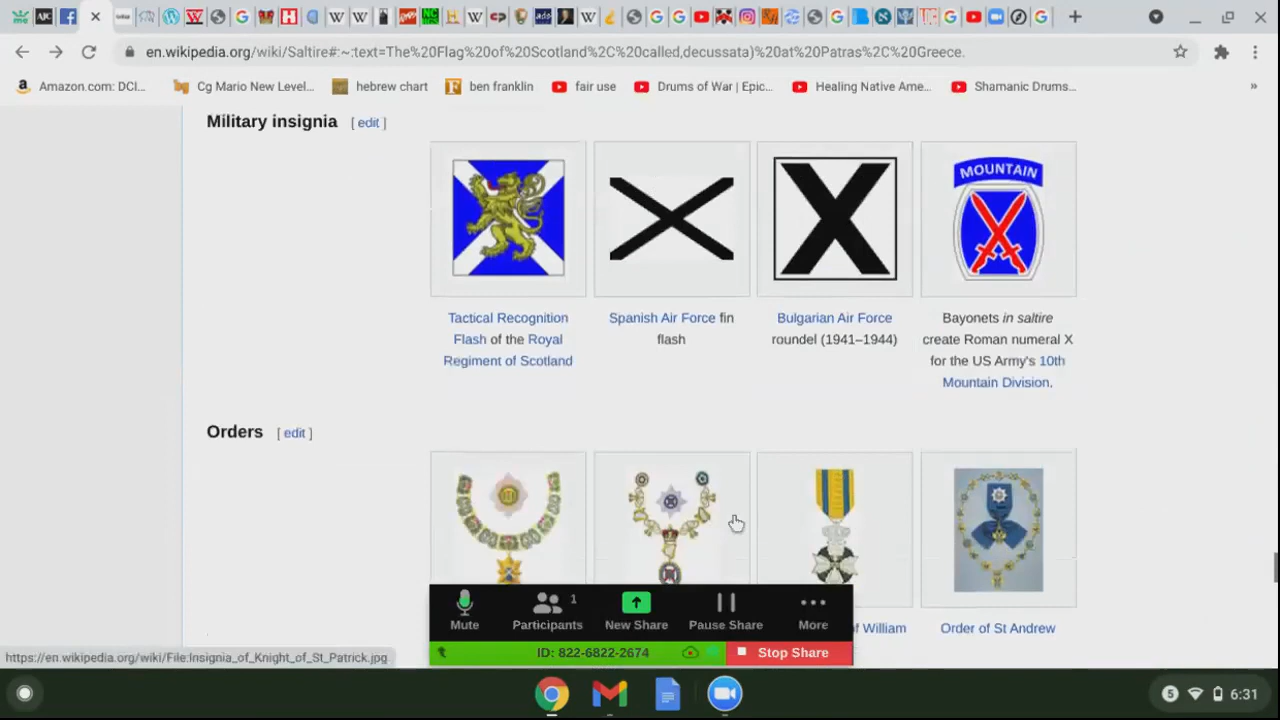 en.wikipedia.org/wiki/Saltire#:~:text=The%20Flag%20of%20Scotland%2C%20called,decussata)%20at%20Patras%2C%20Greece.
Amazon.com: DCI... Cg Mario New Level... hebrew chart ben franklin fair use Drums of War | Epic... Healing Native Ame... Shamanic Drums... »
Military insignia [ edit ]
MOUNTAIN
Tactical Recognition
Flash of the Royal
Regiment of Scotland
Spanish Air Force fin
flash
Bulgarian Air Force
roundel (1941–1944)
Bayonets in saltire
create Roman numeral X
for the US Army's 10th
Mountain Division.
Orders [ edit ]
of William
Order of St Andrew
Mute
Participants 1
New Share
Pause Share
More
ID: 822-6822-2674
Stop Share
https://en.wikipedia.org/wiki/File:Insignia_of_Knight_of_St_Patrick.jpg
5 6:31